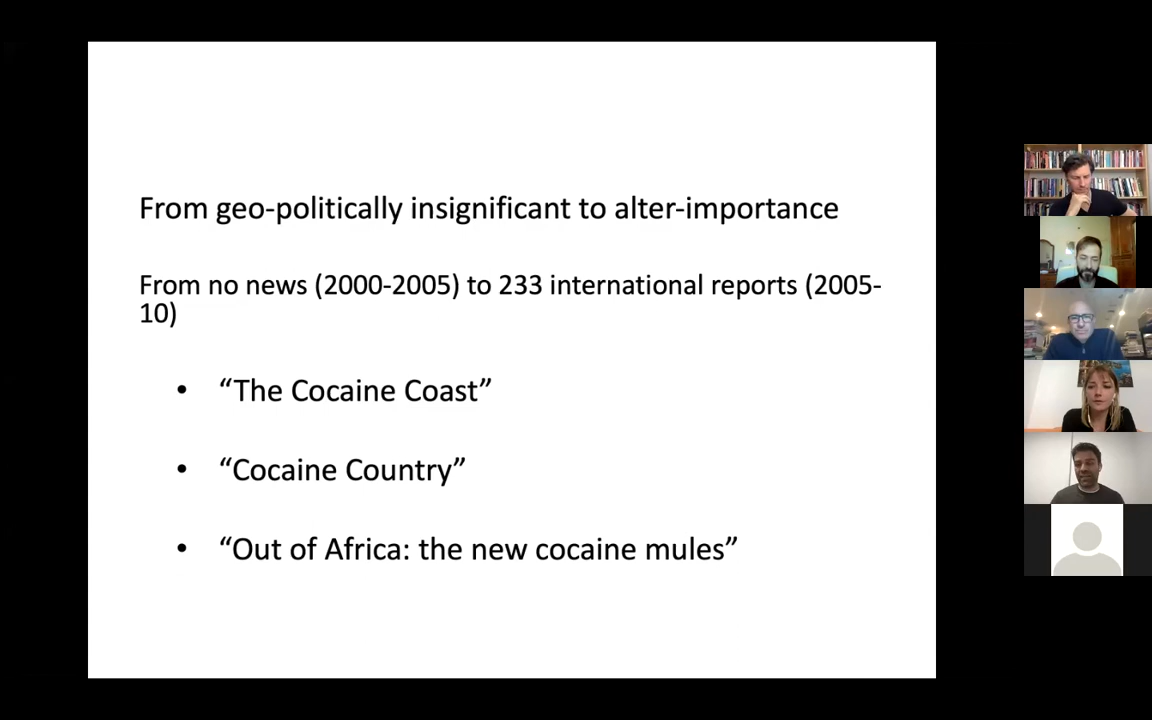 From geo-politically insignificant to alter-importance
From no news (2000-2005) to 233 international reports (2005-
10)
• “The Cocaine Coast”
• “Cocaine Country”
• “Out of Africa: the new cocaine mules”